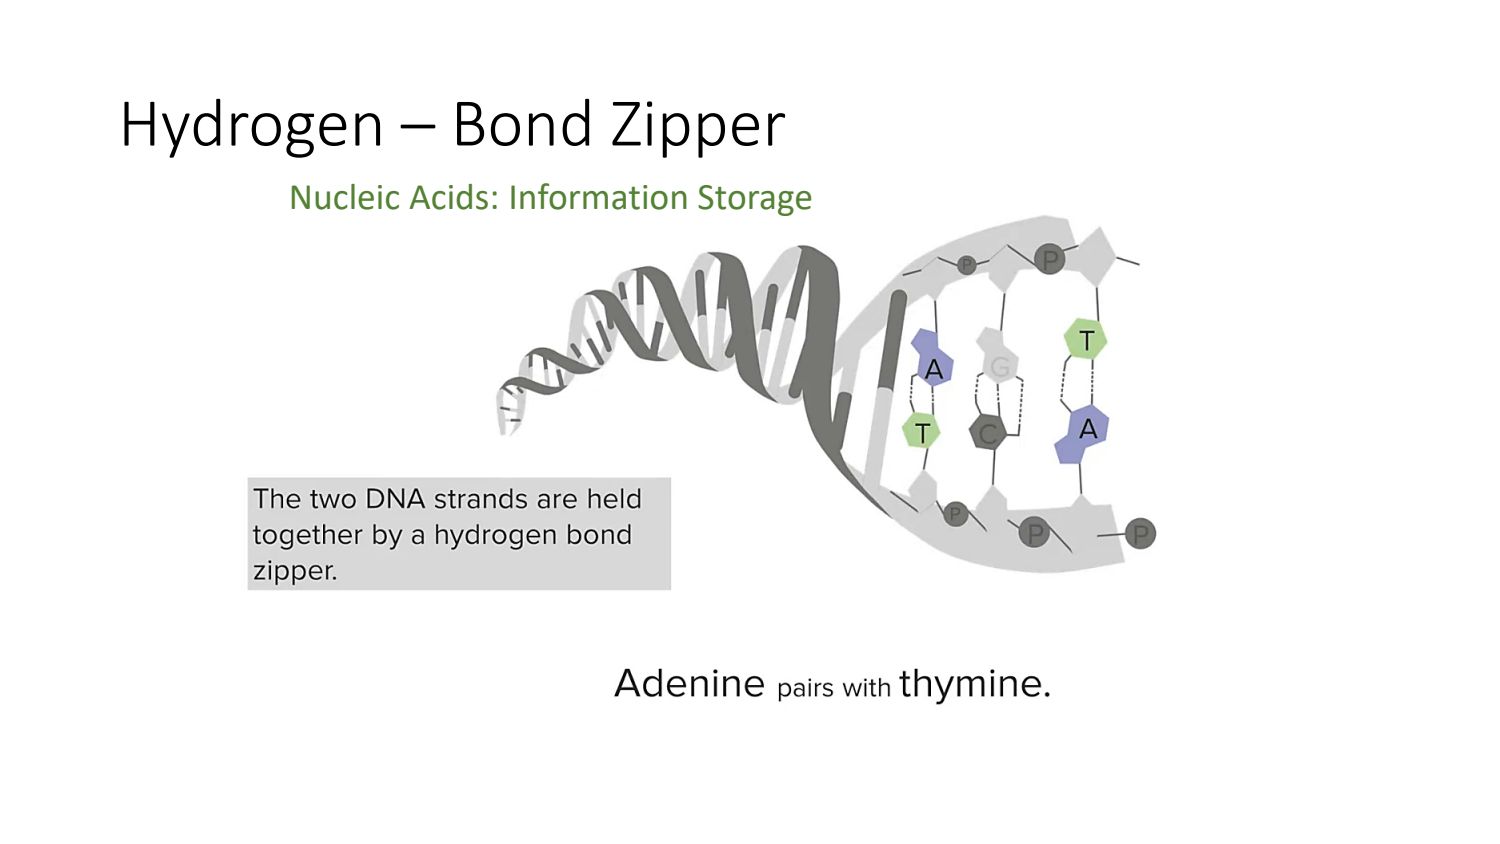 Hydrogen – Bond Zipper
Nucleic Acids: Information Storage
P
P
T
A
G
T
C
A
P
P
P
The two DNA strands are held
together by a hydrogen bond
zipper.
Adenine pairs with thymine.